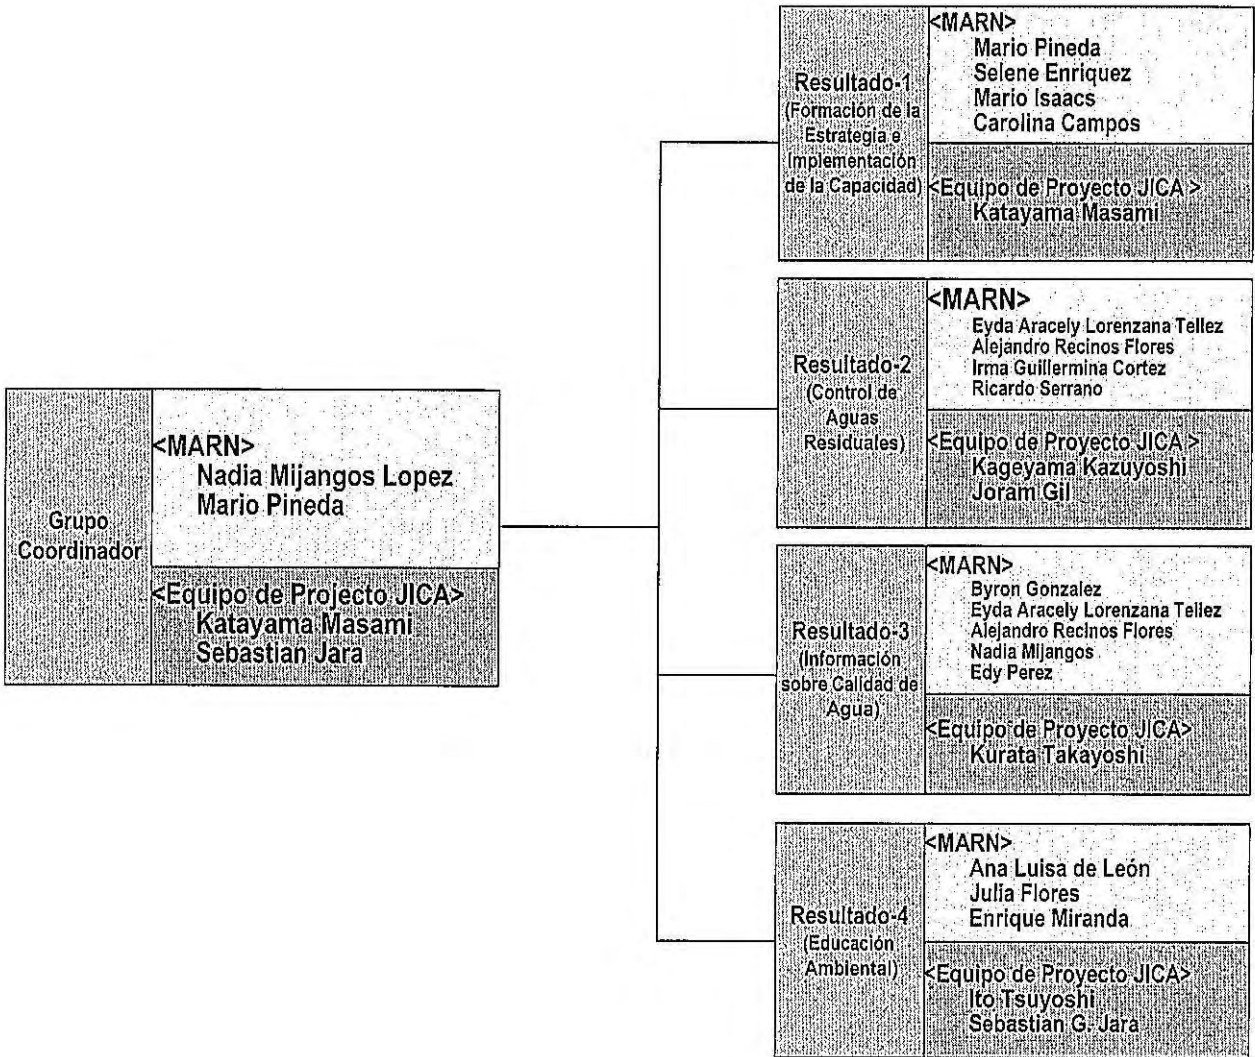 Grupo
Coordinador
<MARN>
Nadia Mijangos Lopez
Mario Pineda
<Equipo de Projecto JICA>
Katayama Masami
Sebastian Jara
Resultado-1
(Formación de la
Estrategia e
Implementación
de la Capacidad)
<MARN>
Mario Pineda
Selene Enriquez
Mario Isaacs
Carolina Campos
<Equipo de Proyecto JICA >
Katayama Masami
Resultado-2
(Control de
Aguas
Residuales)
<MARN>
Eyda Aracely Lorenzana Tellez
Alejandro Recinos Flores
Irma Guillermina Cortez
Ricardo Serrano
<Equipo de Proyecto JICA >
Kageyama Kazuyoshi
Joram Gil
Resultado-3
(Información
sobre Calidad de
Agua)
<MARN>
Byron Gonzalez
Eyda Aracely Lorenzana Tellez
Alejandro Recinos Flores
Nadia Mijangos
Edy Perez
<Equipo de Proyecto JICA>
Kurata Takayoshi
Resultado-4
(Educación
Ambiental)
<MARN>
Ana Luisa de León
Julia Flores
Enrique Miranda
<Equipo de Proyecto JICA>
Ito Tsuyoshi
Sebastian G. Jara